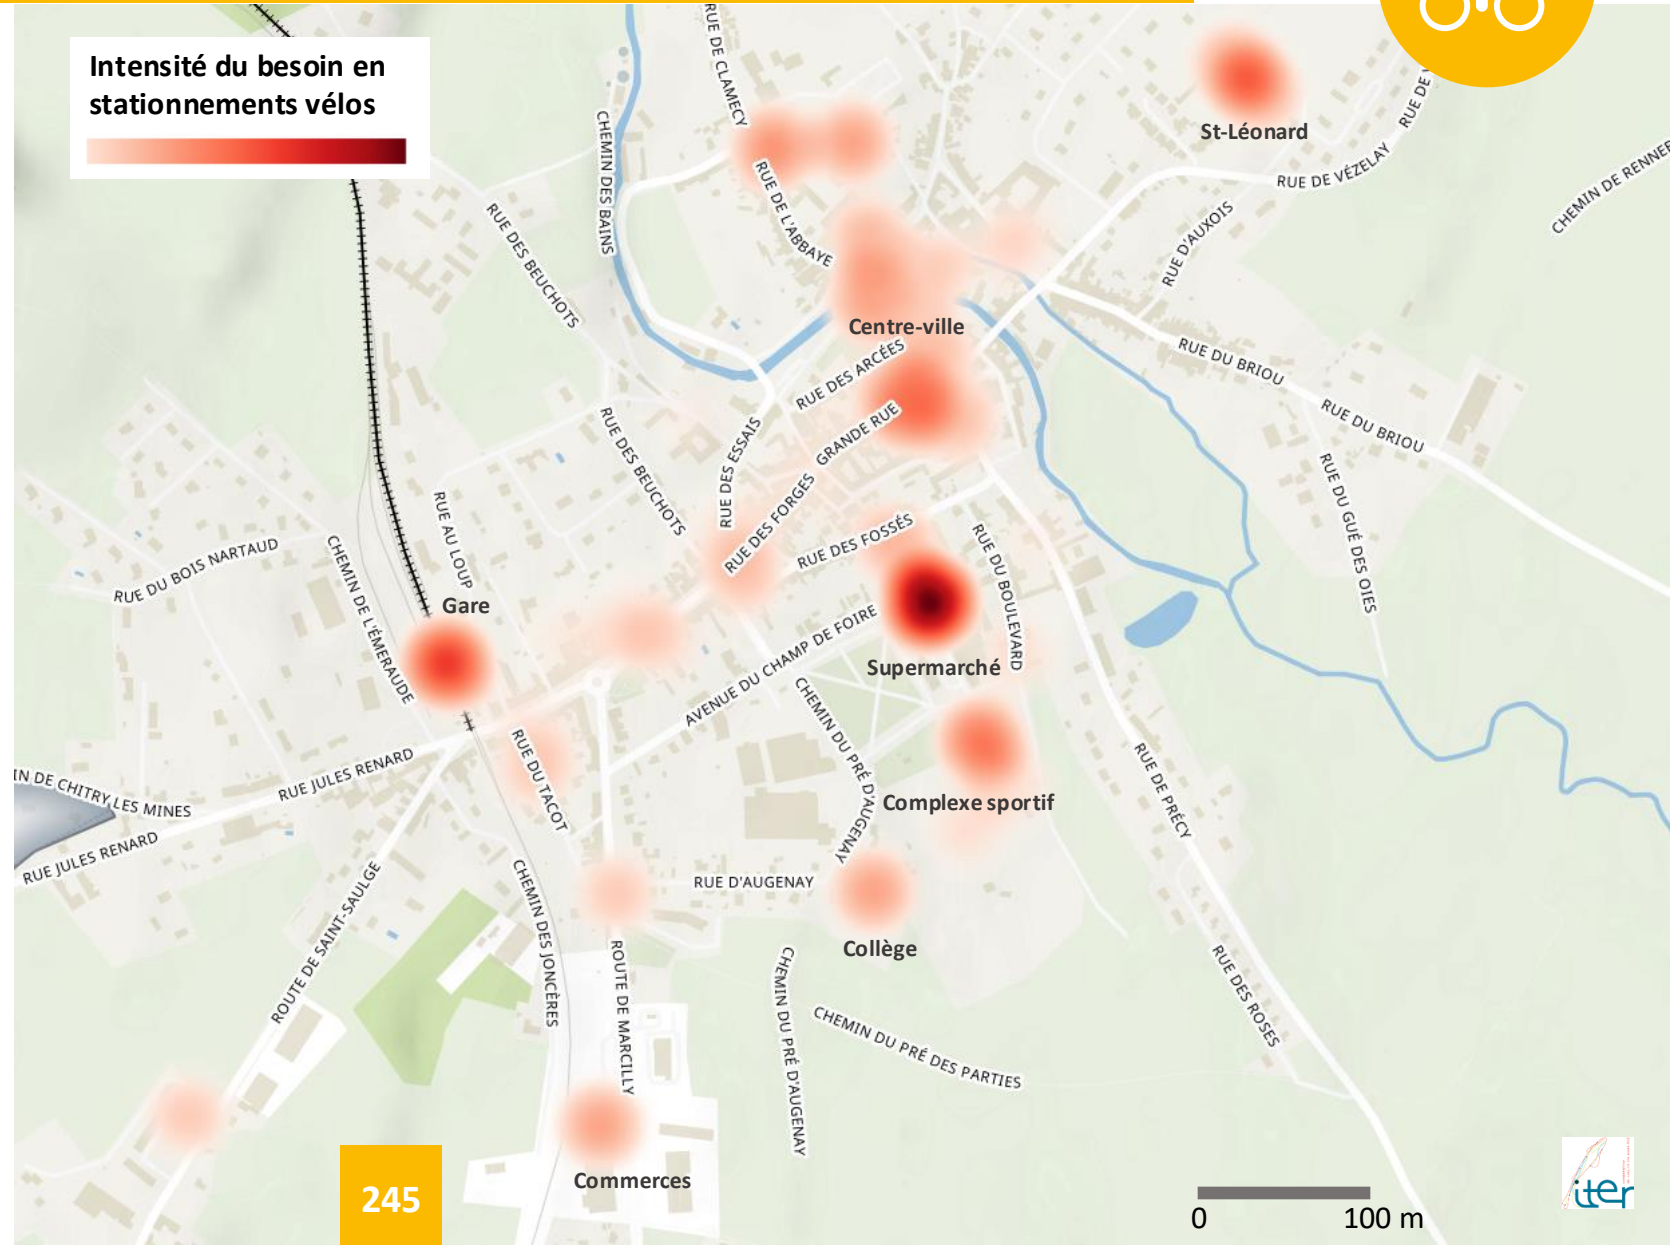 Intensité du besoin en
stationnements vélos
RUE DE CLAMECY
CHEMIN DES BAINS
St-Léonard
RUE DE
RUE DE VÉZELAY
CHEMIN DE RENNE
RUE DE L'ABBAYE
RUE DES BEUCHOTS
RUE D'AUXOIS
Centre-ville
RUE DES ARCÉES
RUE DU BRIOU
RUE DU BRIOU
GRANDE RUE
RUE DES ESSAIS
RUE DES BEUCHOTS
RUE DES FORGES
RUE DES FOSSÉS
RUE DU GUÉ DES OIES
RUE AU LOUP
RUE DU BOIS NARTAUD
CHEMIN DE L'ÉMERAUDE
RUE DU BOULEVARD
Gare
AVENUE DU CHAMP DE FOIRE
Supermarché
CHEMIN DU PRÉ D'AUGENAY
RUE DU TACOT
RUE JULES RENARD
RUE DE PRÉCY
IN DE CHITRY LES MINES
Complexe sportif
RUE JULES RENARD
RUE D'AUGENAY
ROUTE DE SAINT-SAULGE
CHEMIN DES JONCÈRES
Collège
ROUTE DE MARCILLY
CHEMIN DU PRÉ D'AUGENAY
RUE DES ROSES
CHEMIN DU PRÉ DES PARTIES
Commerces
245
0 100 m
iter